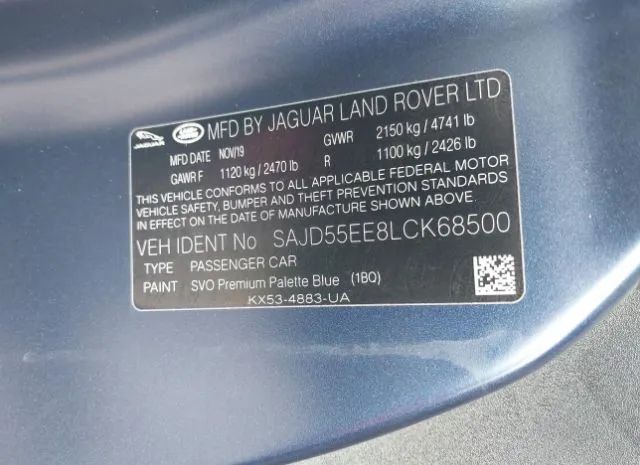 JAGUAR
LAND ROVER
MFD BY JAGUAR LAND ROVER LTD
MFD DATE NOV/19 GVWR 2150 kg / 4741 lb
GAWR F 1120 kg / 2470 lb R 1100 kg / 2426 lb
THIS VEHICLE CONFORMS TO ALL APPLICABLE FEDERAL MOTOR
VEHICLE SAFETY, BUMPER AND THEFT PREVENTION STANDARDS
IN EFFECT ON THE DATE OF MANUFACTURE SHOWN ABOVE.
VEH IDENT No SAJD55EE8LCK68500
TYPE PASSENGER CAR
PAINT SVO Premium Palette Blue (1BQ)
KX53-4883-UA